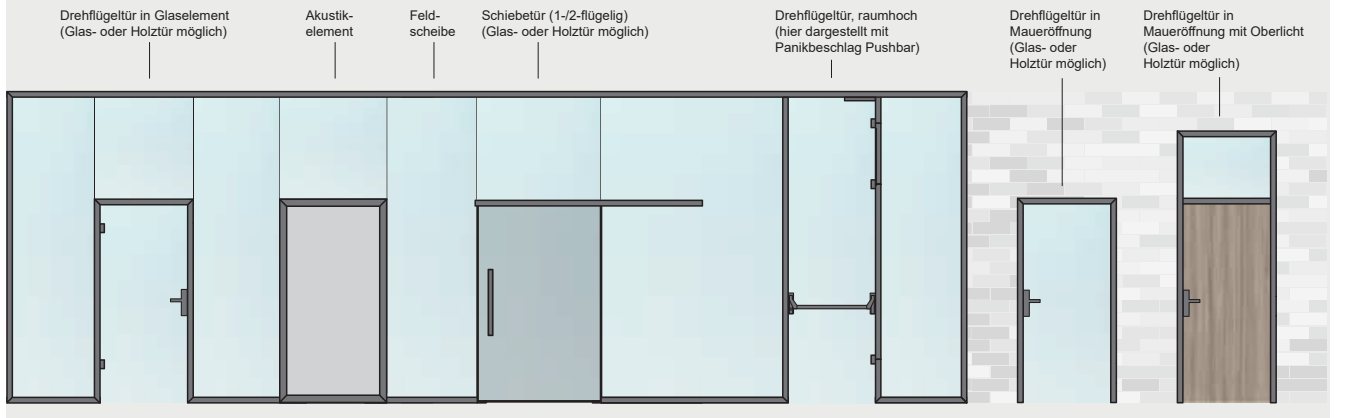 Drehflügeltür in Glaselement
(Glas- oder Holztür möglich)
Akustik-
element
Feld-
scheibe
Schiebetür (1-/2-flügelig)
(Glas- oder Holztür möglich)
Drehflügeltür, raumhoch
(hier dargestellt mit
Panikbeschlag Pushbar)
Drehflügeltür in
Maueröffnung
(Glas- oder
Holztür möglich)
Drehflügeltür in
Maueröffnung mit Oberlicht
(Glas- oder
Holztür möglich)